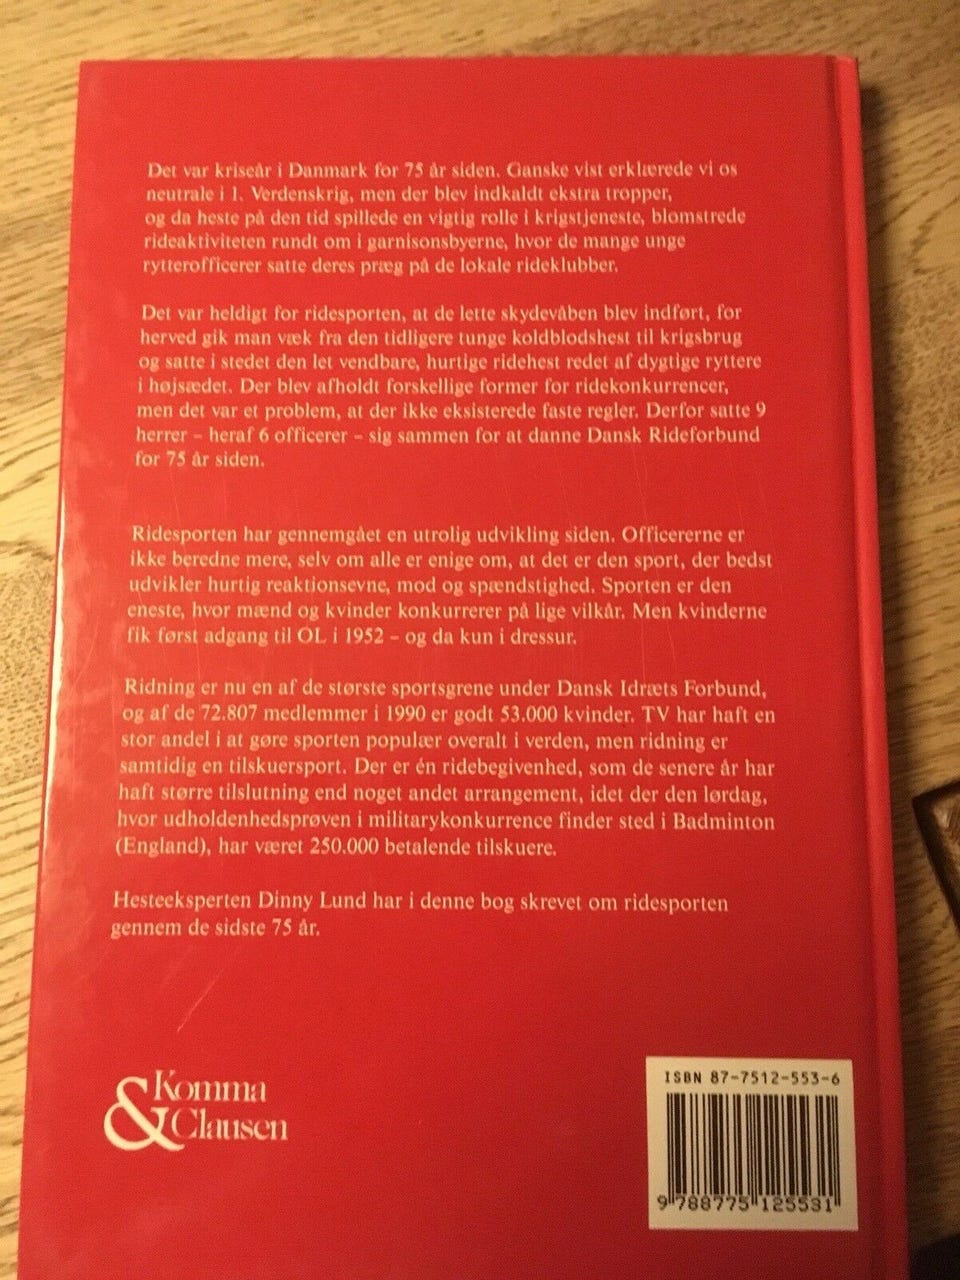 Det var kriseår i Danmark for 75 år siden. Ganske vist erklærede vi os
neutrale i 1. Verdenskrig, men der blev indkaldt ekstra tropper,
og da heste på den tid spillede en vigtig rolle i krigstjeneste, blomstrede
rideaktiviteten rundt om i garnisonsbyerne, hvor de mange unge
rytterofficerer satte deres præg på de lokale rideklubber.
Det var heldigt for ridesporten, at de lette skydevåben blev indført, for
herved gik man væk fra den tidligere tunge koldblodshest til krigsbrug
og satte i stedet den let vendbare, hurtige ridehest redet af dygtige ryttere
i højsædet. Der blev afholdt forskellige former for ridekonkurrencer,
men det var et problem, at der ikke eksisterede faste regler. Derfor satte 9
herrer – heraf 6 officerer – sig sammen for at danne Dansk Rideforbund
for 75 år siden.
Ridesporten har gennemgået en utrolig udvikling siden. Officererne er
ikke beredne mere, selv om alle er enige om, at det er den sport, der bedst
udvikler hurtig reaktionsevne, mod og spændstighed. Sporten er den
eneste, hvor mænd og kvinder konkurrerer på lige vilkår. Men kvinderne
fik først adgang til OL i 1952 – og da kun i dressur.
Ridning er nu en af de største sportsgrene under Dansk Idræts Forbund,
og af de 72.807 medlemmer i 1990 er godt 53.000 kvinder. TV har haft en
stor andel i at gøre sporten populær overalt i verden, men ridning er
samtidig en tilskuersport. Der er én ridebegivenhed, som de senere år har
haft større tilslutning end noget andet arrangement, idet der den lørdag,
hvor udholdenhedsprøven i militarykonkurrence finder sted i Badminton
(England), har været 250.000 betalende tilskuere.
Hesteeksperten Dinny Lund har i denne bog skrevet om ridesporten
gennem de sidste 75 år.
Komma
& Clausen
ISBN 87-7512-553-6
9 788775 125531